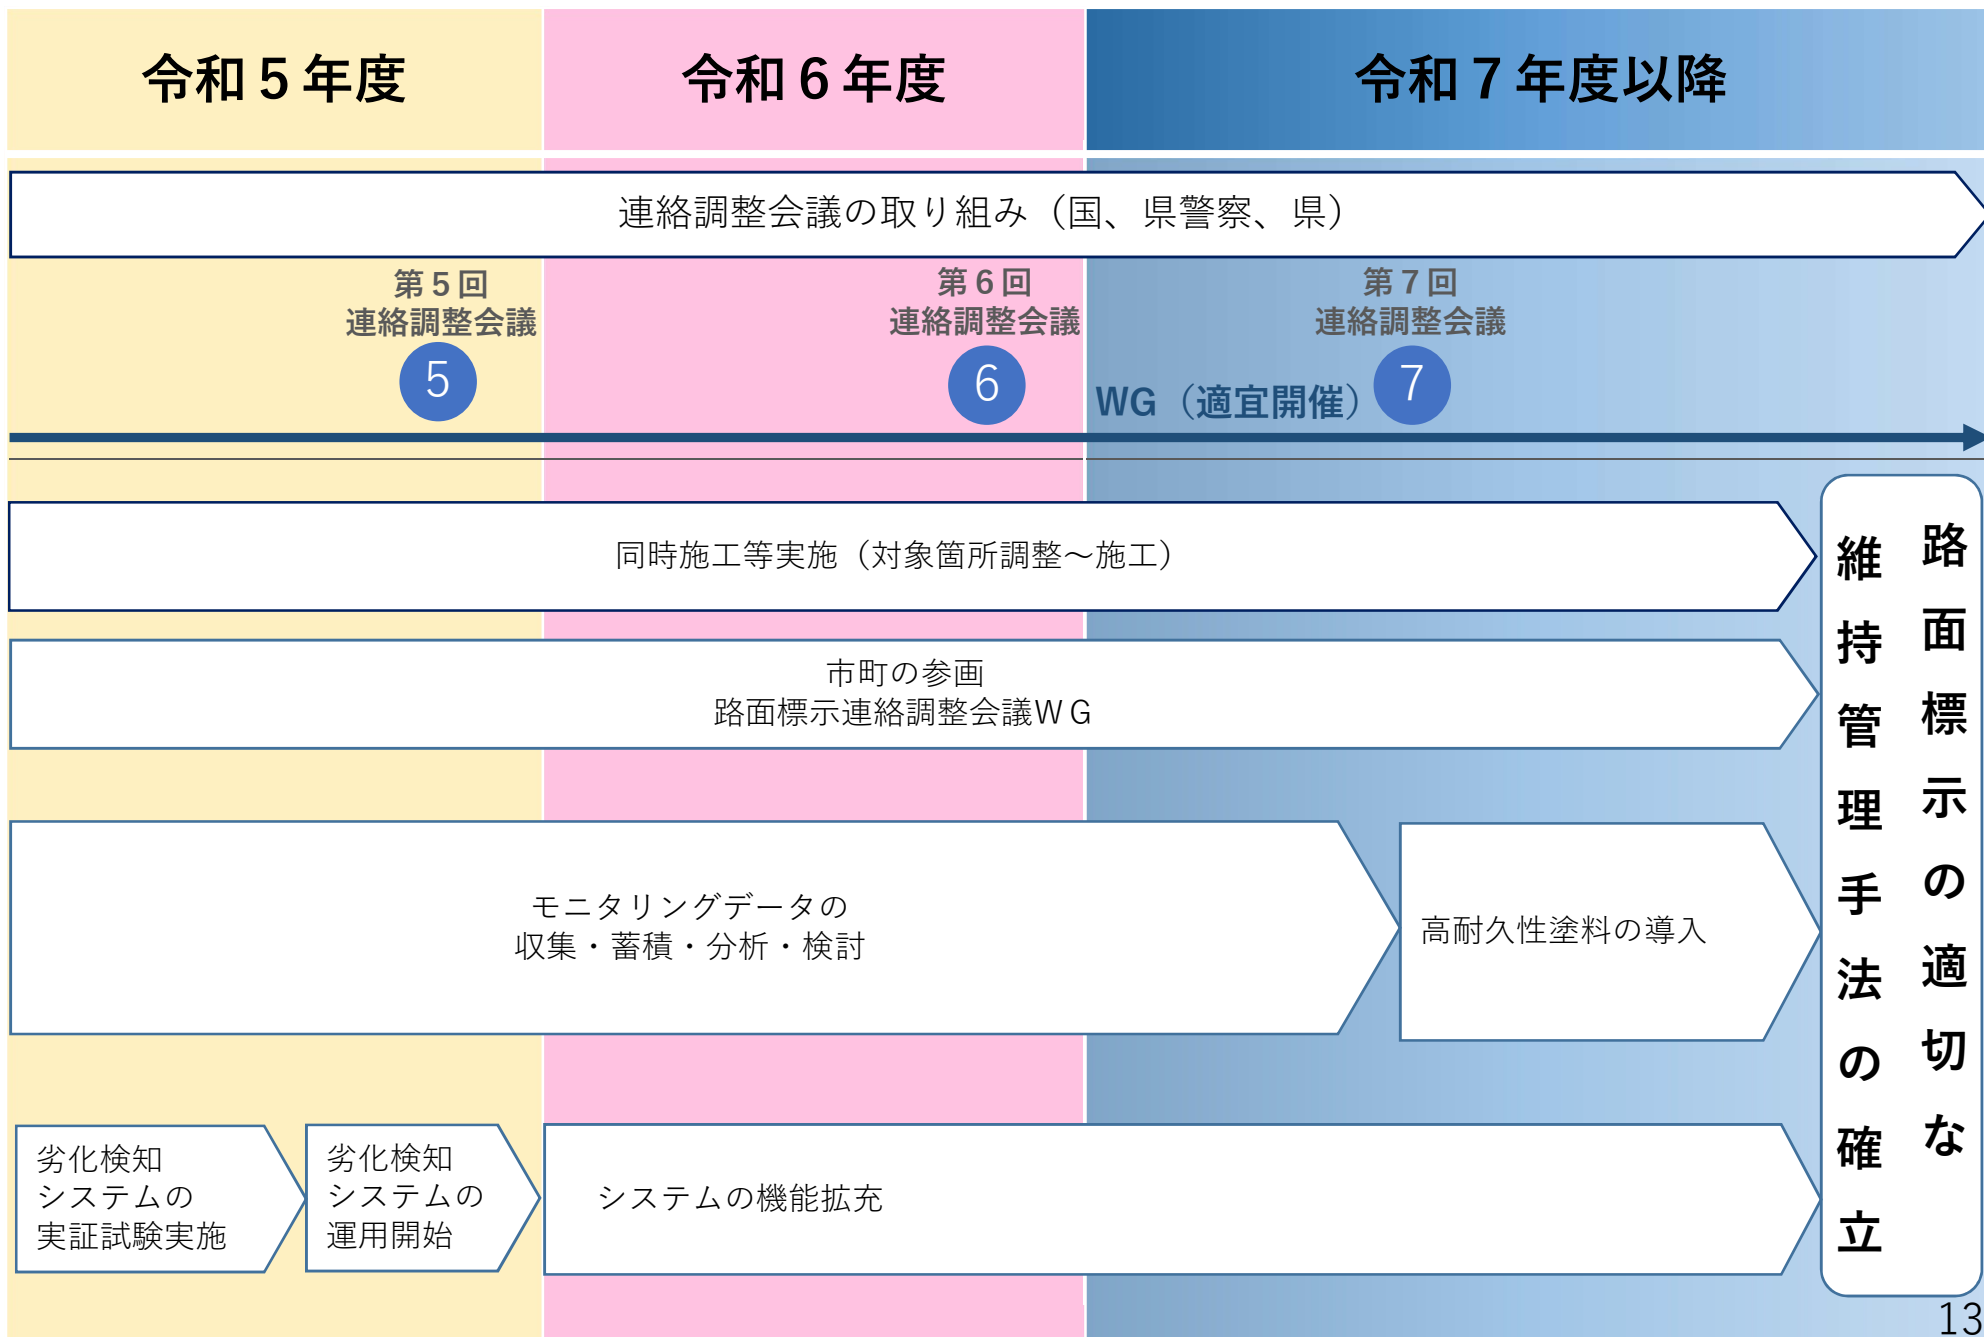 令和５年度
令和６年度
令和７年度以降
連絡調整会議の取り組み（国、県警察、県）
第５回
連絡調整会議
5
第６回
連絡調整会議
6
第７回
連絡調整会議
7
WG（適宜開催）
同時施工等実施（対象箇所調整～施工）
市町の参画
路面標示連絡調整会議ＷＧ
モニタリングデータの
収集・蓄積・分析・検討
高耐久性塗料の導入
劣化検知
システムの
実証試験実施
劣化検知
システムの
運用開始
システムの機能拡充
路面標示の適切な
維持管理手法の確立
13